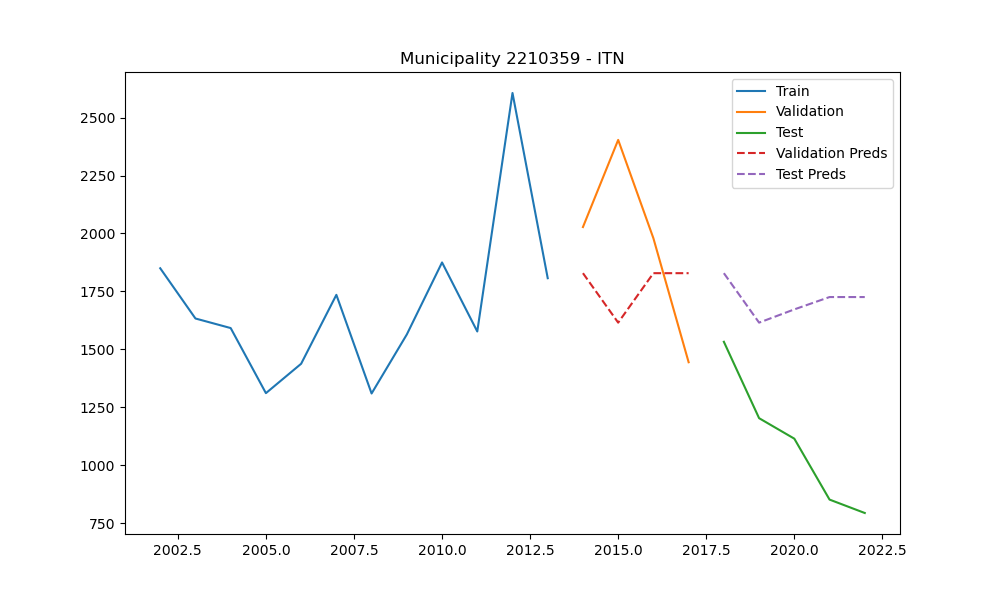 Municipality 2210359 - ITN
Train
Validation
Test
Validation Preds
Test Preds
2500
2250
2000
1750
1500
1250
1000
750
2002.5 2005.0 2007.5 2010.0 2012.5 2015.0 2017.5 2020.0 2022.5